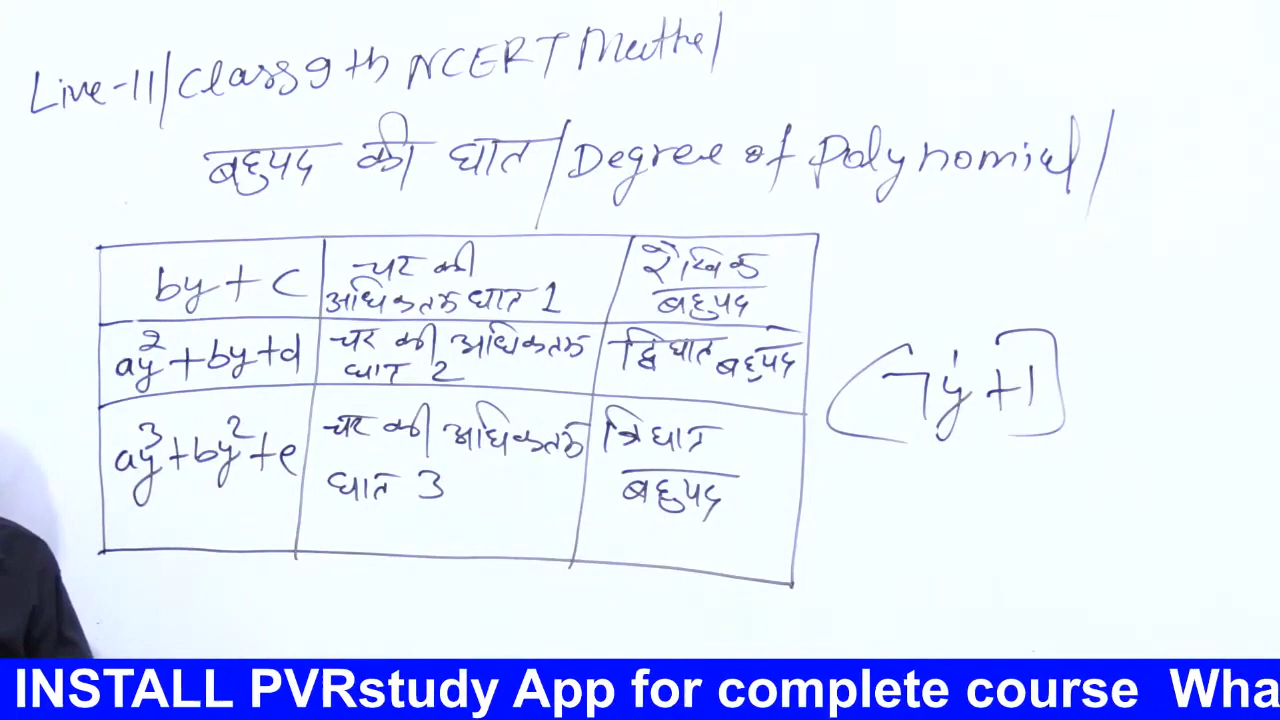 Live-11/Class 9th NCERT Maths/
बहुपद की घात/Degree of Polynomial/
by + c
चर की
अधिकतम घात 1
रैखिक
बहुपद
ay² + by + d
चर की अधिकतम
घात 2
द्विघात बहुपद
7y¹ + 1
ay³ + by² + e
चर की अधिकतम
घात 3
त्रिघात
बहुपद
INSTALL PVRstudy App for complete course Wha